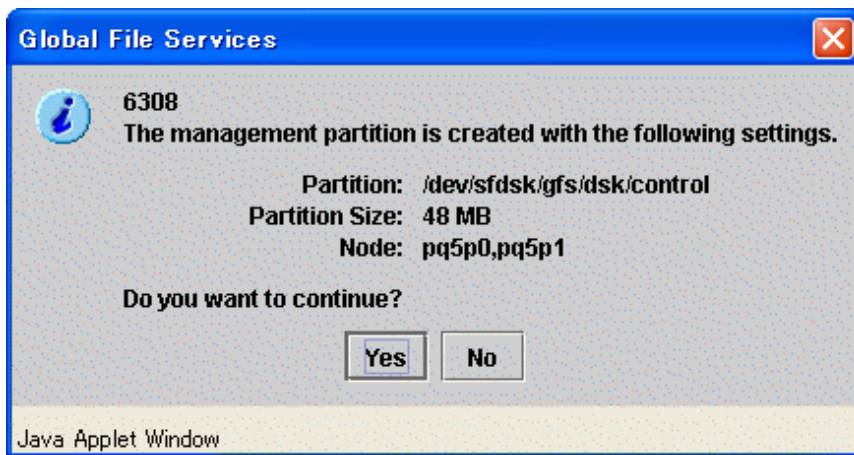 Global File Services
6308
The management partition is created with the following settings.
Partition: /dev/sfdsk/gfs/dsk/control
Partition Size: 48 MB
Node: pq5p0,pq5p1
Do you want to continue?
Yes No
Java Applet Window